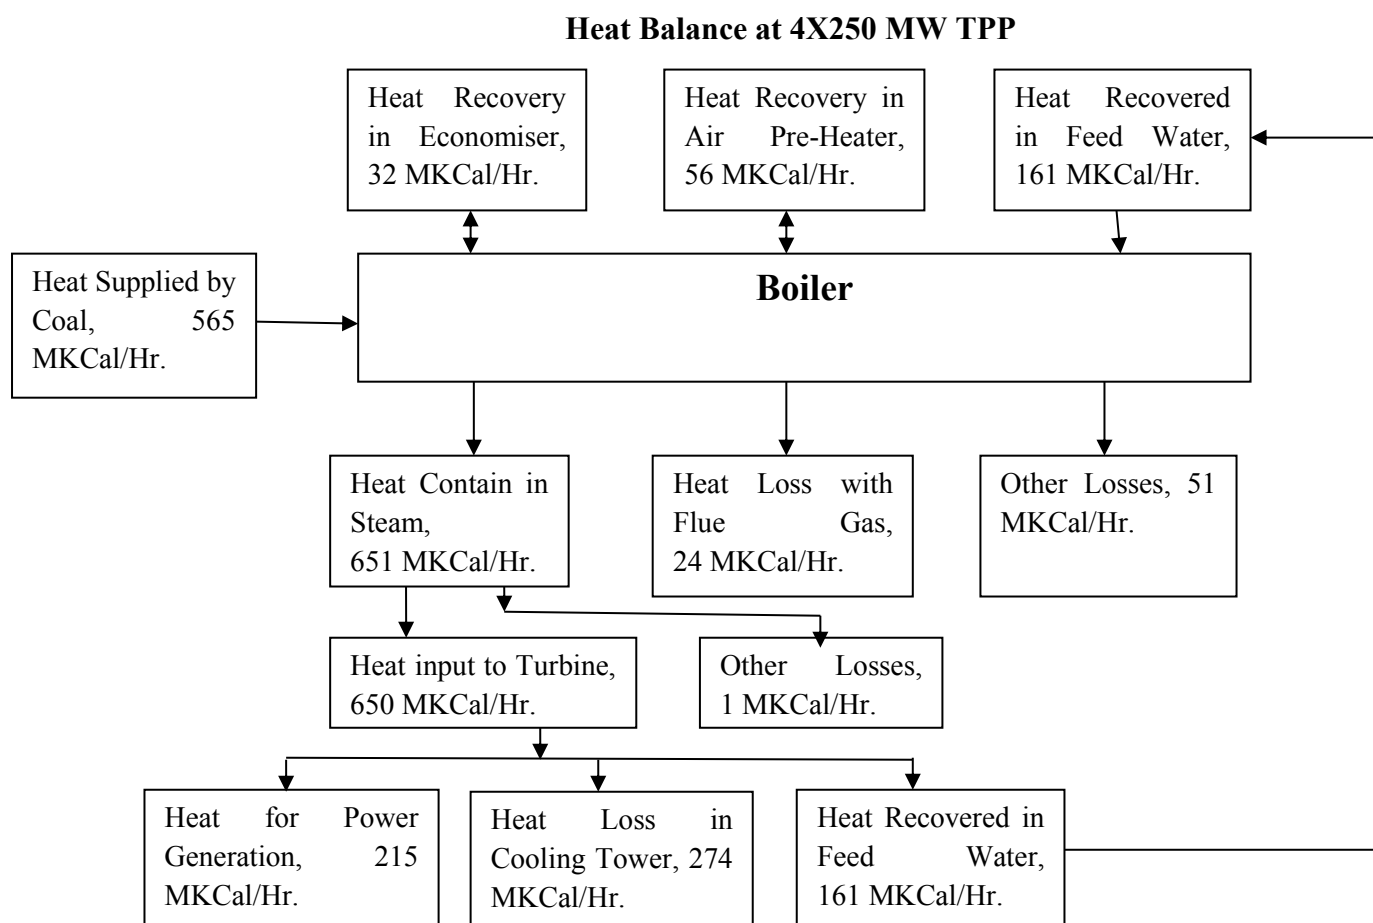 Heat Balance at 4X250 MW TPP
Heat Recovery
in Economiser,
32 MKCal/Hr.
Heat Recovery in
Air Pre-Heater,
56 MKCal/Hr.
Heat Recovered
in Feed Water,
161 MKCal/Hr.
Heat Supplied by
Coal, 565
MKCal/Hr.
Boiler
Heat Contain in
Steam,
651 MKCal/Hr.
Heat Loss with
Flue Gas,
24 MKCal/Hr.
Other Losses, 51
MKCal/Hr.
Heat input to Turbine,
650 MKCal/Hr.
Other Losses,
1 MKCal/Hr.
Heat for Power
Generation, 215
MKCal/Hr.
Heat Loss in
Cooling Tower, 274
MKCal/Hr.
Heat Recovered in
Feed Water,
161 MKCal/Hr.